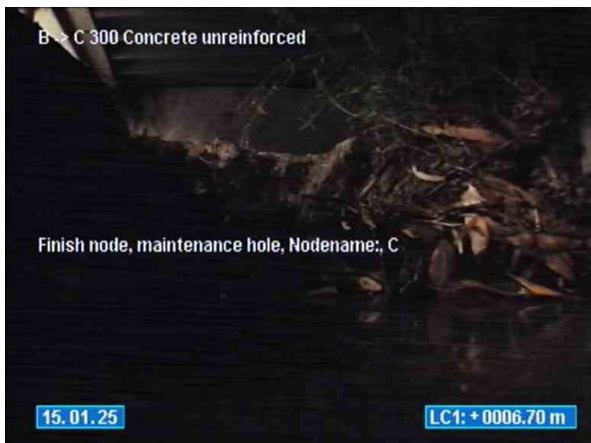 B -> C 300 Concrete unreinforced
Finish node, maintenance hole, Nodename:, C
15.01.25
LC1: + 0006.70 m